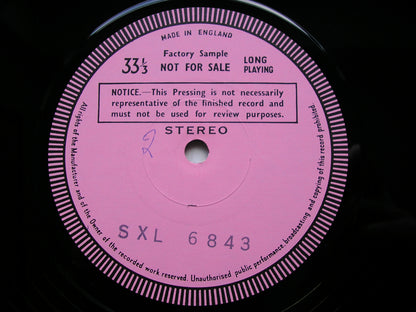 MADE IN ENGLAND
Factory Sample
33⅓ NOT FOR SALE LONG PLAYING
NOTICE.—This Pressing is not necessarily
representative of the finished record and
must not be used for review purposes.
2
STEREO
SXL 6843
All rights of the Manufacturer and of the Owner of the recorded work reserved. Unauthorised public performance, broadcasting and copying of this record prohibited.